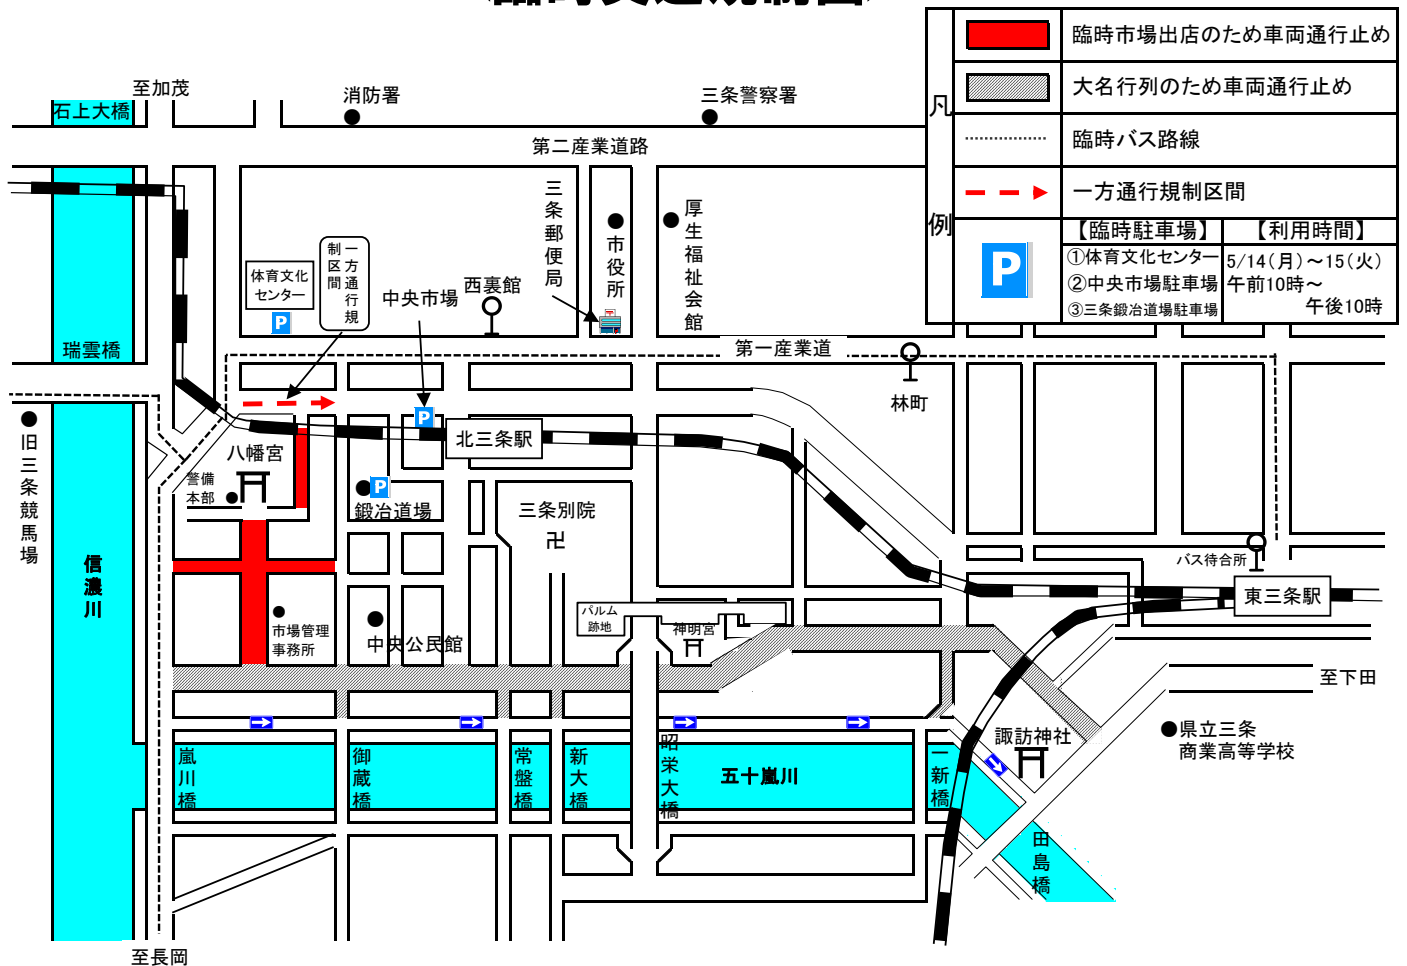 臨時交通規制図
凡例
臨時市場出店のため車両通行止め
大名行列のため車両通行止め
臨時バス路線
一方通行規制区間
【臨時駐車場】
【利用時間】
①体育文化センター
②中央市場駐車場
③三条鍛冶道場駐車場
5/14(月)～15(火)
午前10時～
午後10時
P
至加茂
石上大橋
消防署
三条警察署
第二産業道路
三条郵便局
市役所
厚生福祉会館
体育文化
センター
P
一方通行規
制区間
中央市場
西裏館
瑞雲橋
第一産業道
林町
旧三条競馬場
P
北三条駅
八幡宮
警備
本部
P
鍛冶道場
三条別院
卍
バス待合所
東三条駅
信濃川
市場管理
事務所
中央公民館
パルム
跡地
神明宮
至下田
嵐川橋
御蔵橋
常盤橋
新大橋
昭栄大橋
五十嵐川
一新橋
諏訪神社
県立三条
商業高等学校
田島橋
至長岡